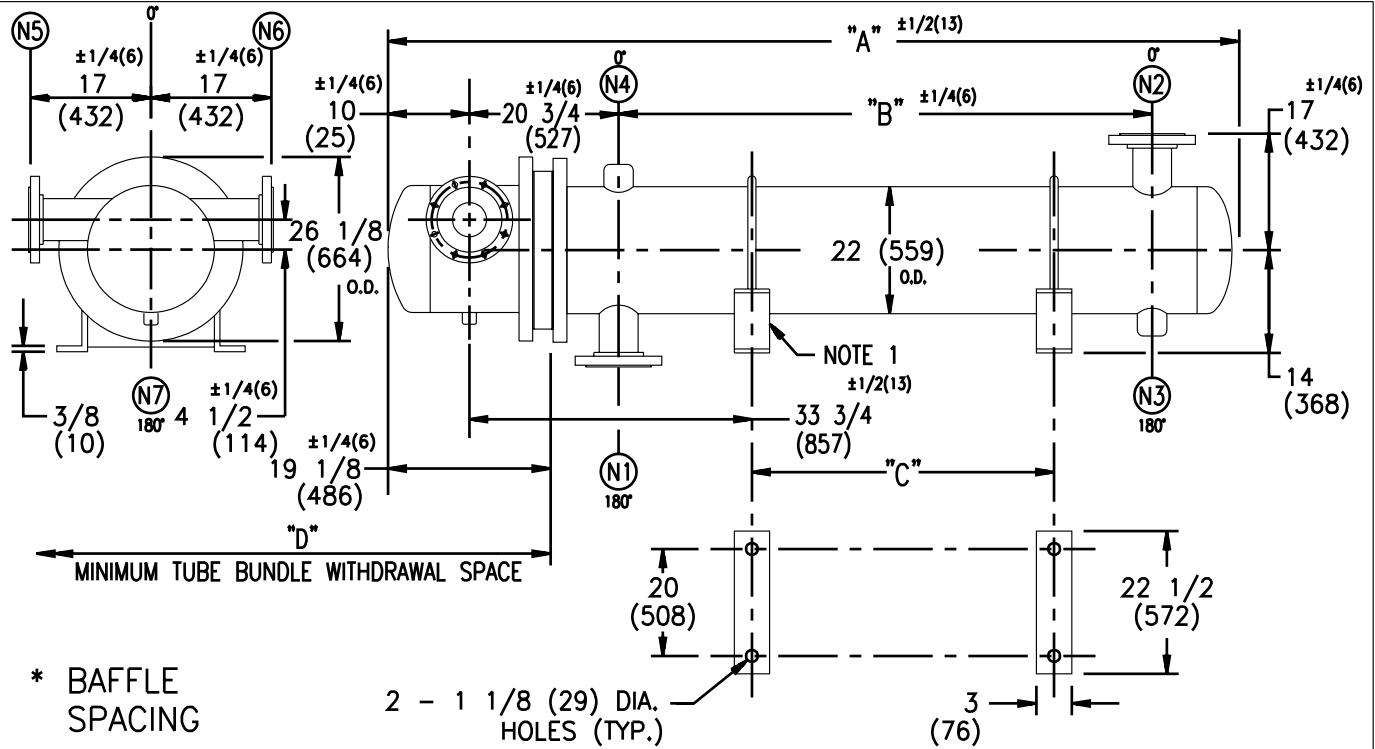 0°
N5
N6
±1/4(6)
±1/4(6)
17
17
(432)
(432)
"A" ±1/2(13)
±1/4(6)
10
(25)
±1/4(6)
20 3/4
(527)
0°
N4
"B" ±1/4(6)
0°
N2
±1/4(6)
17
(432)
26 1/8
(664)
O.D.
22 (559)
O.D.
NOTE 1
14
(368)
3/8
(10)
N7
180°
±1/4(6)
4 1/2
(114)
±1/2(13)
33 3/4
(857)
N3
180°
±1/4(6)
19 1/8
(486)
N1
180°
"C"
"D"
MINIMUM TUBE BUNDLE WITHDRAWAL SPACE
20
(508)
22 1/2
(572)
* BAFFLE
SPACING
2 - 1 1/8 (29) DIA.
HOLES (TYP.)
3
(76)